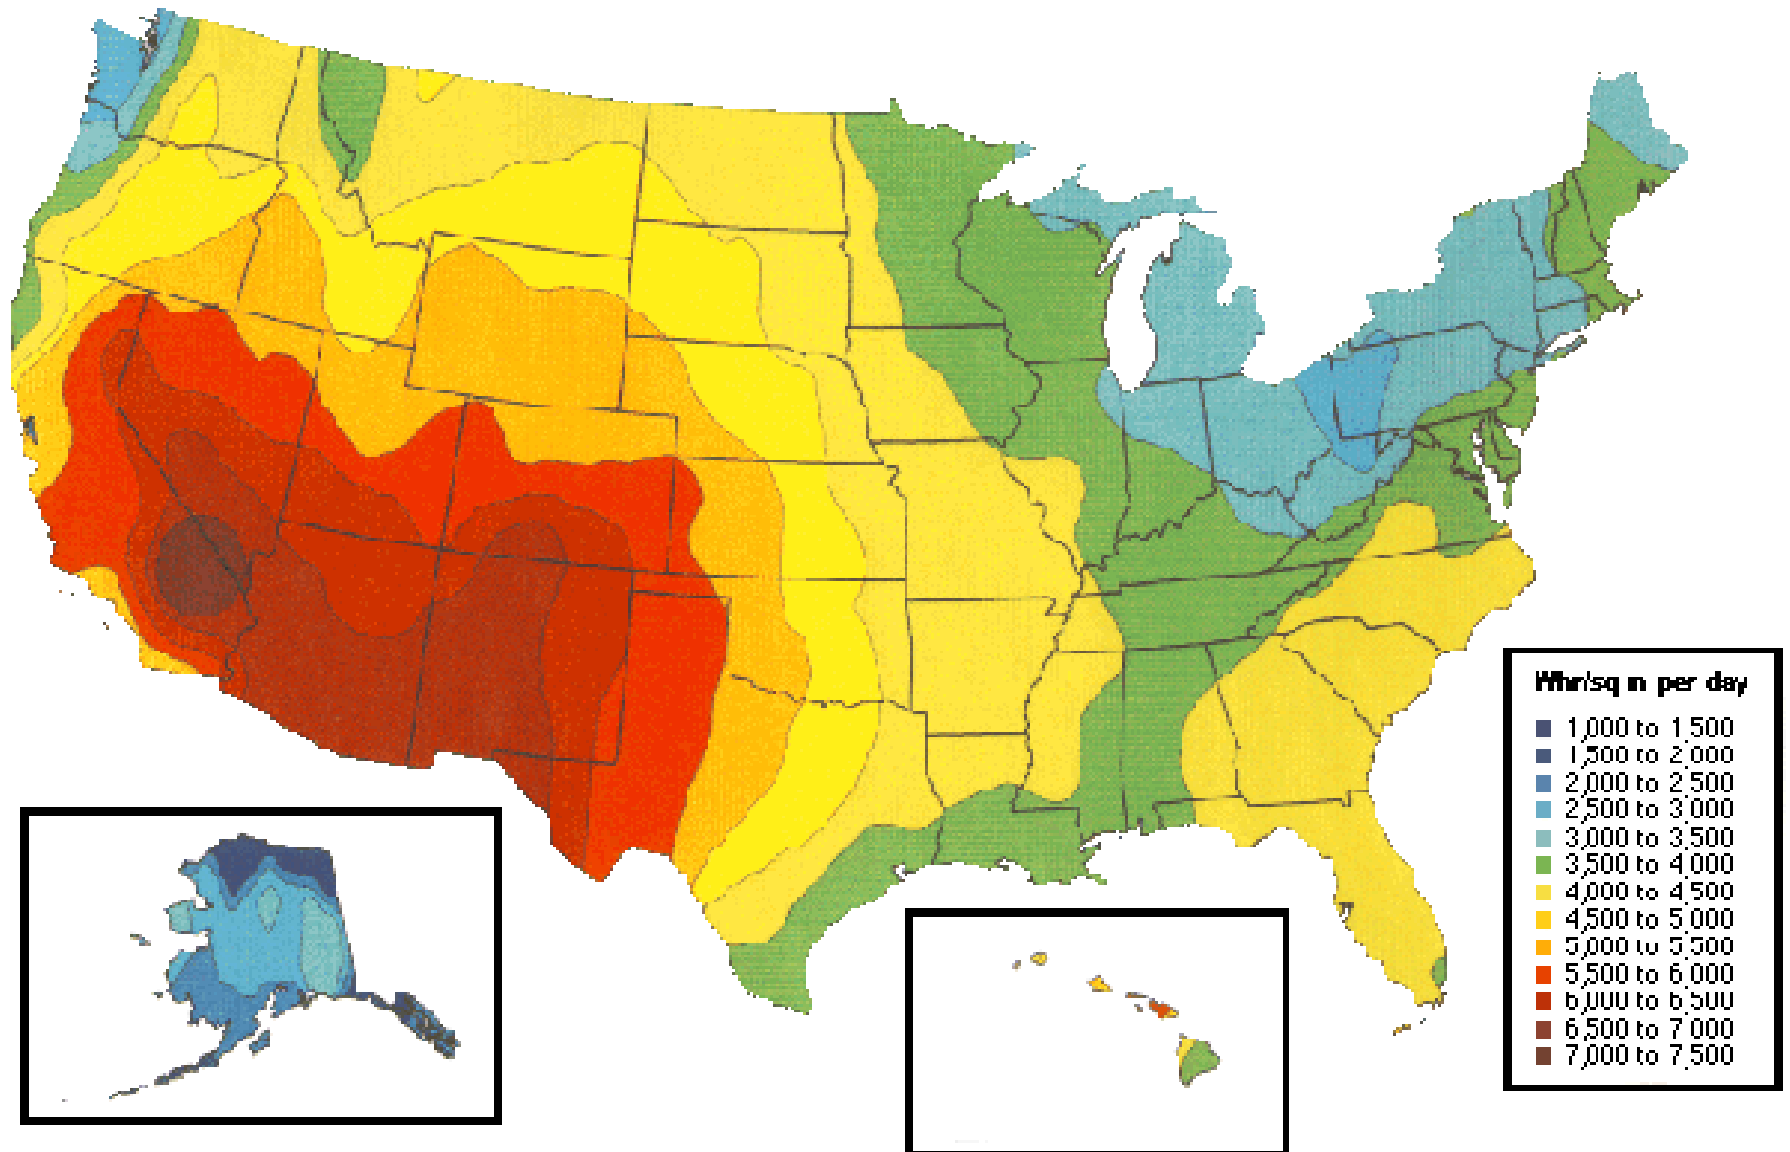 Whr/sq m per day
1,000 to 1,500
1,500 to 2,000
2,000 to 2,500
2,500 to 3,000
3,000 to 3,500
3,500 to 4,000
4,000 to 4,500
4,500 to 5,000
5,000 to 5,500
5,500 to 6,000
6,000 to 6,500
6,500 to 7,000
7,000 to 7,500